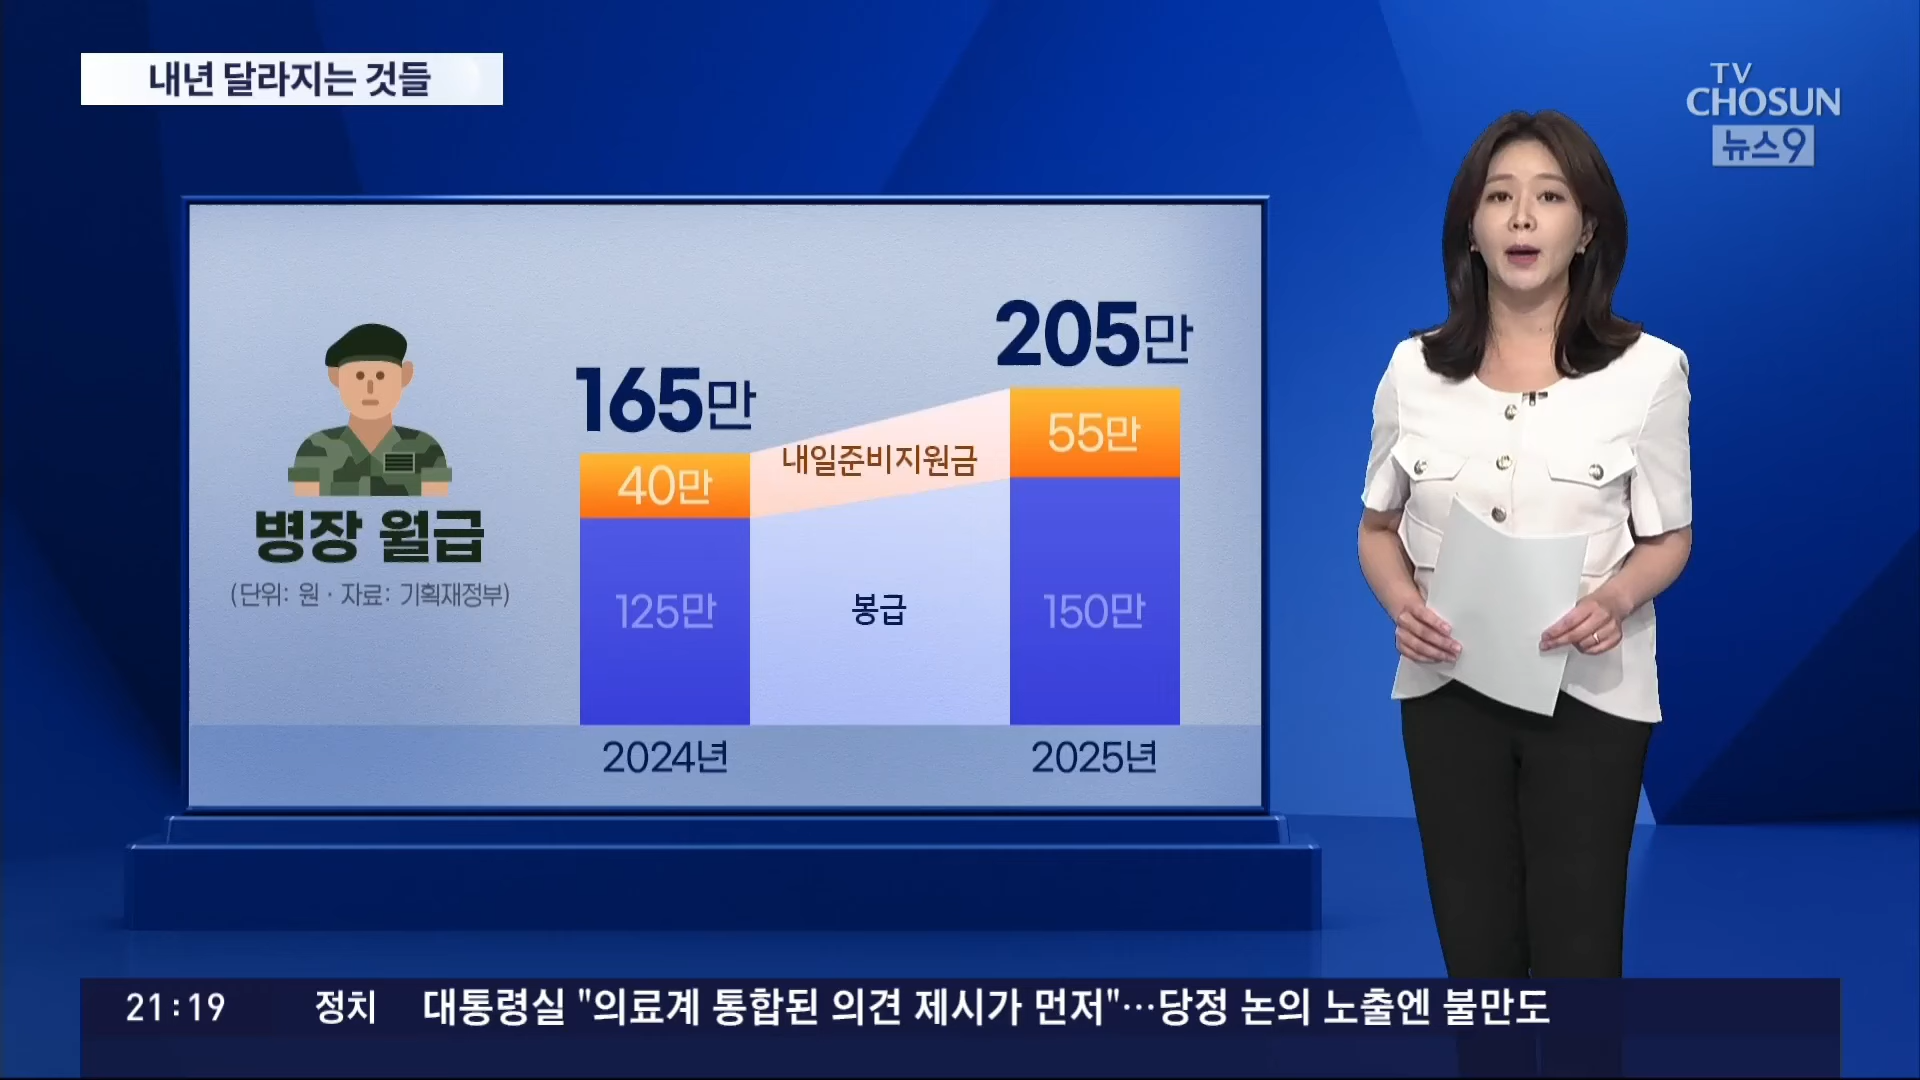 내년 달라지는 것들
TV
CHOSUN
뉴스9
병장 월급
(단위: 원 · 자료: 기획재정부)
165만
40만
125만
2024년
내일준비지원금
봉급
205만
55만
150만
2025년
21:19 정치 대통령실 "의료계 통합된 의견 제시가 먼저"…당정 논의 노출엔 불만도